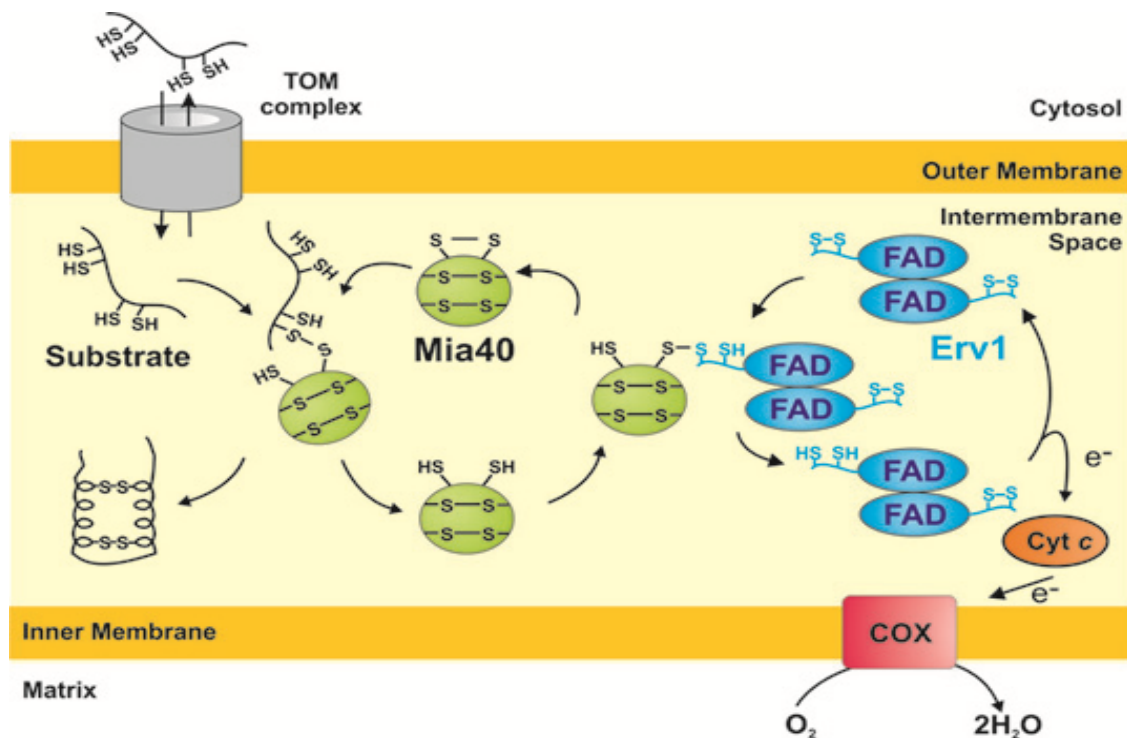 HS
HS
HS
SH
TOM
complex
Cytosol
Outer Membrane
Intermembrane
Space
HS
HS
HS
SH
Substrate
HS
SH
SH
S
S
HS
S—S
S—S
S — S
S—S
S—S
Mia40
HS
S
S
SH
S—S
S—S
S-S
FAD
FAD
S-S
Erv1
FAD
FAD
S-S
HS
SH
S—S
S—S
HS
SH
FAD
FAD
S-S
e-
Cyt c
e-
S-S
S-S
Inner Membrane
COX
Matrix
O₂
2H₂O